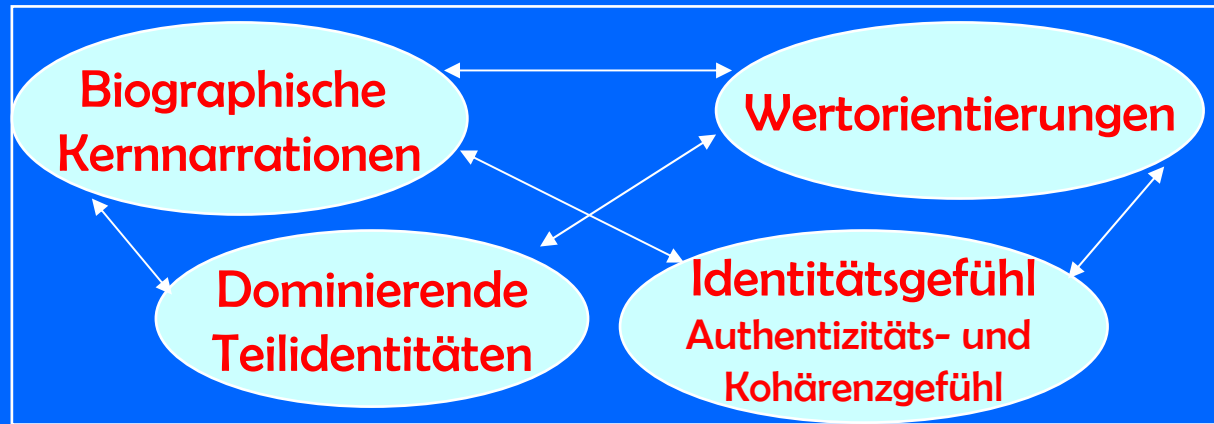 Biographische
Kernnarrationen
Wertorientierungen
Dominierende
Teilidentitäten
Identitätsgefühl
Authentizitäts- und
Kohärenzgefühl